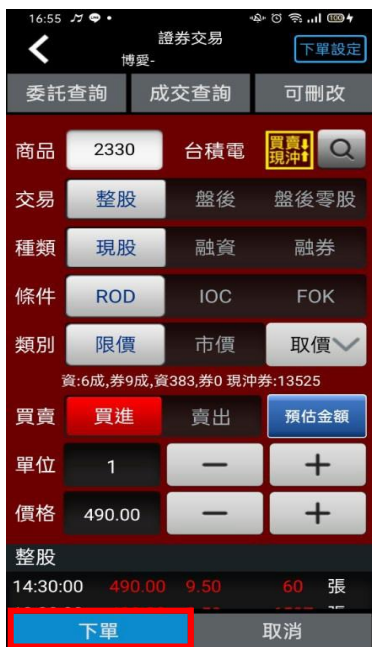 16:55
證券交易
博愛-
下單設定
委託查詢 成交查詢 可刪改
商品 2330 台積電 買賣現沖
交易 整股 盤後 盤後零股
種類 現股 融資 融券
條件 ROD IOC FOK
類別 限價 市價 取價
資:6成,券9成,資383,券0 現沖券:13525
買賣 買進 賣出 預估金額
單位 1 − +
價格 490.00 − +
整股
14:30:00 490.00 9.50 60 張
下單 取消